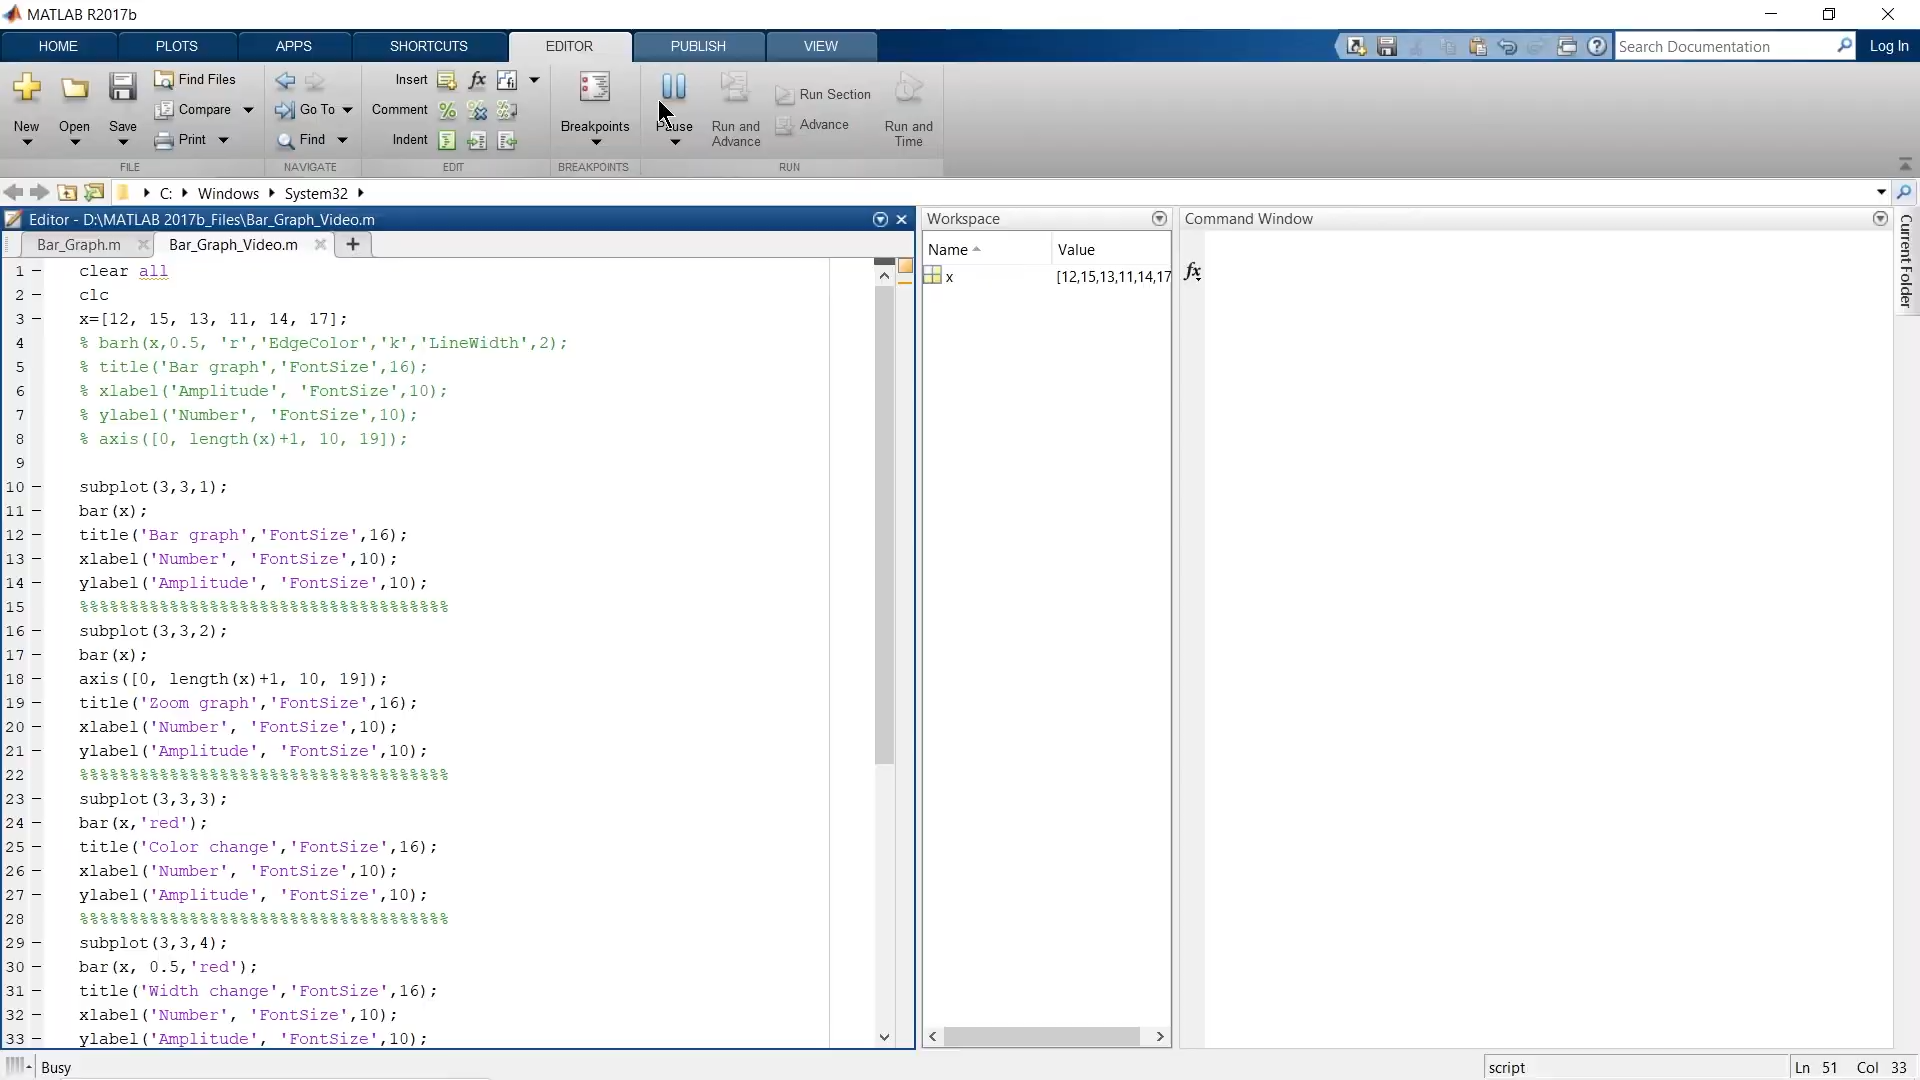 MATLAB R2017b
HOME PLOTS APPS SHORTCUTS EDITOR PUBLISH VIEW Search Documentation Log In
New Open Save Find Files Compare Print
FILE
Go To Find
NAVIGATE
Insert fx
Comment
Indent
EDIT
Breakpoints
BREAKPOINTS
Pause Run and Advance Run Section Advance Run and Time
RUN
C: Windows System32
Editor - D:\MATLAB 2017b_Files\Bar_Graph_Video.m
Bar_Graph.m Bar_Graph_Video.m
1 clear all
2 clc
3 x=[12, 15, 13, 11, 14, 17];
4 % barh(x,0.5, 'r','EdgeColor','k','LineWidth',2);
5 % title('Bar graph','FontSize',16);
6 % xlabel('Amplitude', 'FontSize',10);
7 % ylabel('Number', 'FontSize',10);
8 % axis([0, length(x)+1, 10, 19]);
9
10 subplot(3,3,1);
11 bar(x);
12 title('Bar graph','FontSize',16);
13 xlabel('Number', 'FontSize',10);
14 ylabel('Amplitude', 'FontSize',10);
15 %%%%%%%%%%%%%%%%%%%%%%%%%%%%%%%%%%%%%
16 subplot(3,3,2);
17 bar(x);
18 axis([0, length(x)+1, 10, 19]);
19 title('Zoom graph','FontSize',16);
20 xlabel('Number', 'FontSize',10);
21 ylabel('Amplitude', 'FontSize',10);
22 %%%%%%%%%%%%%%%%%%%%%%%%%%%%%%%%%%%%%
23 subplot(3,3,3);
24 bar(x,'red');
25 title('Color change','FontSize',16);
26 xlabel('Number', 'FontSize',10);
27 ylabel('Amplitude', 'FontSize',10);
28 %%%%%%%%%%%%%%%%%%%%%%%%%%%%%%%%%%%%%
29 subplot(3,3,4);
30 bar(x, 0.5,'red');
31 title('Width change','FontSize',16);
32 xlabel('Number', 'FontSize',10);
33 ylabel('Amplitude', 'FontSize',10);
Workspace
Name Value
x [12,15,13,11,14,17
Command Window
fx
Current Folder
Busy script Ln 51 Col 33